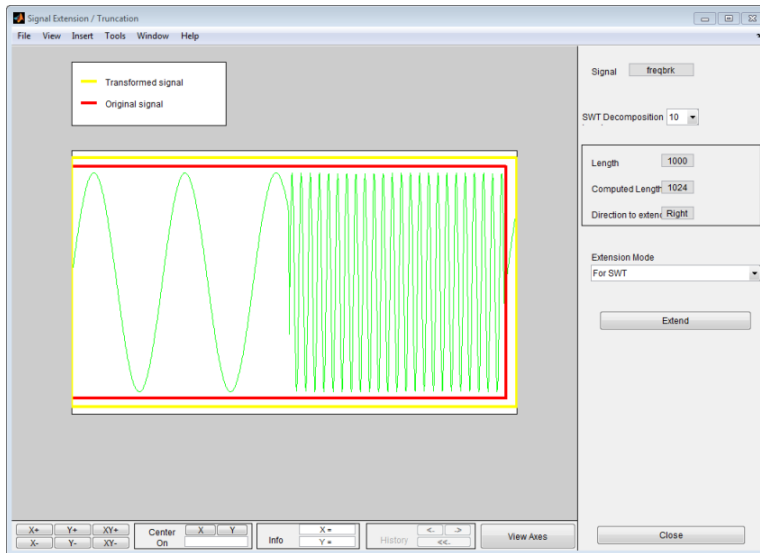 Signal Extension / Truncation
File View Insert Tools Window Help
Transformed signal
Original signal
Signal freqbrk
SWT Decomposition 10
Length 1000
Computed Length 1024
Direction to extend Right
Extension Mode
For SWT
Extend
X+ Y+ XY+
X- Y- XY-
Center
On
X Y
Info
X =
Y =
History
<- ->
<<-
View Axes
Close